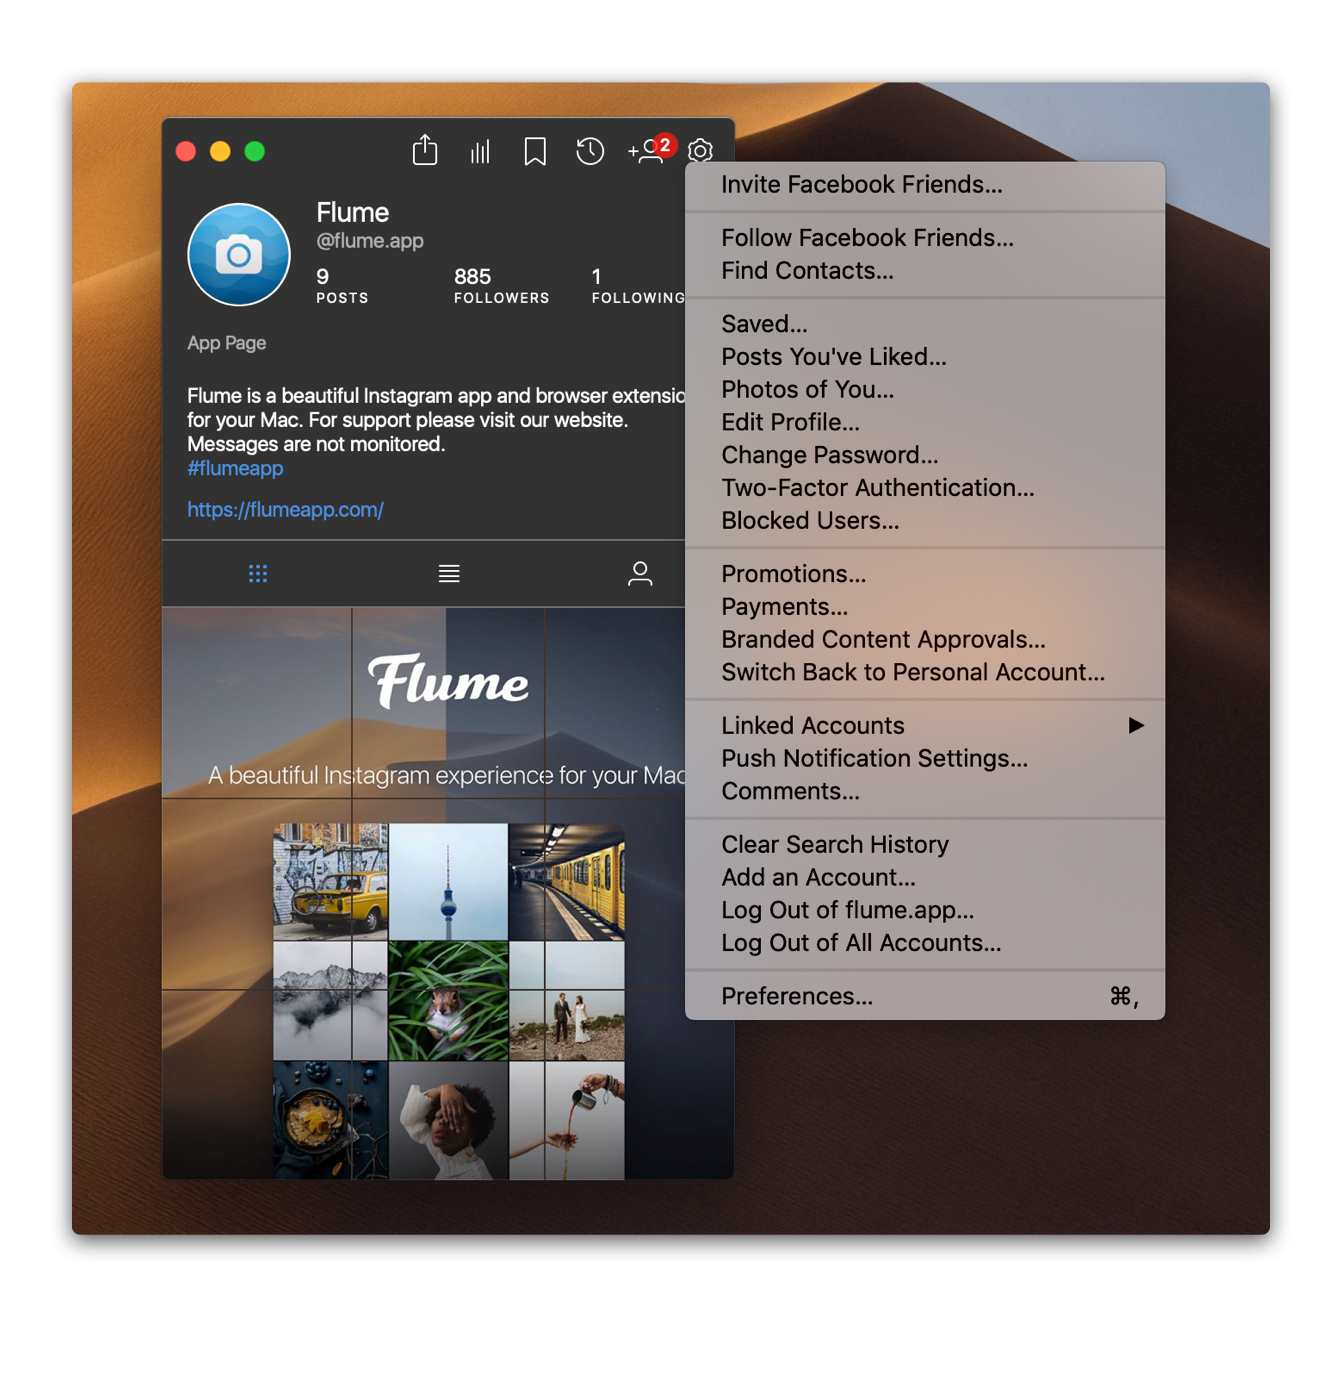 2
Flume
@flume.app
9 885 1
POSTS FOLLOWERS FOLLOWING
App Page
Flume is a beautiful Instagram app and browser extensio
for your Mac. For support please visit our website.
Messages are not monitored.
#flumeapp
https://flumeapp.com/
Flume
A beautiful Instagram experience for your Mac
Invite Facebook Friends...
Follow Facebook Friends...
Find Contacts...
Saved...
Posts You've Liked...
Photos of You...
Edit Profile...
Change Password...
Two-Factor Authentication...
Blocked Users...
Promotions...
Payments...
Branded Content Approvals...
Switch Back to Personal Account...
Linked Accounts
Push Notification Settings...
Comments...
Clear Search History
Add an Account...
Log Out of flume.app...
Log Out of All Accounts...
Preferences... ⌘,